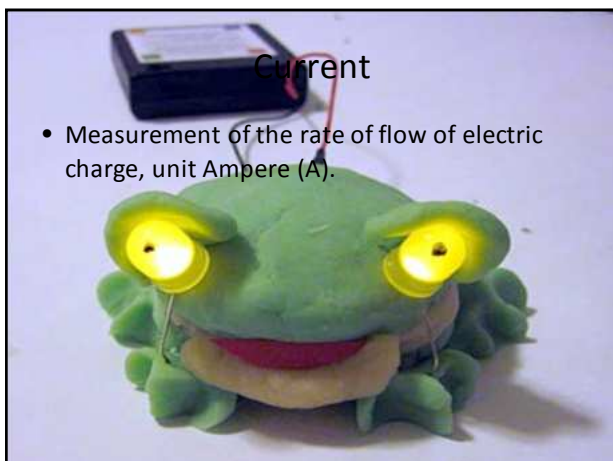 Current
• Measurement of the rate of flow of electric
charge, unit Ampere (A).